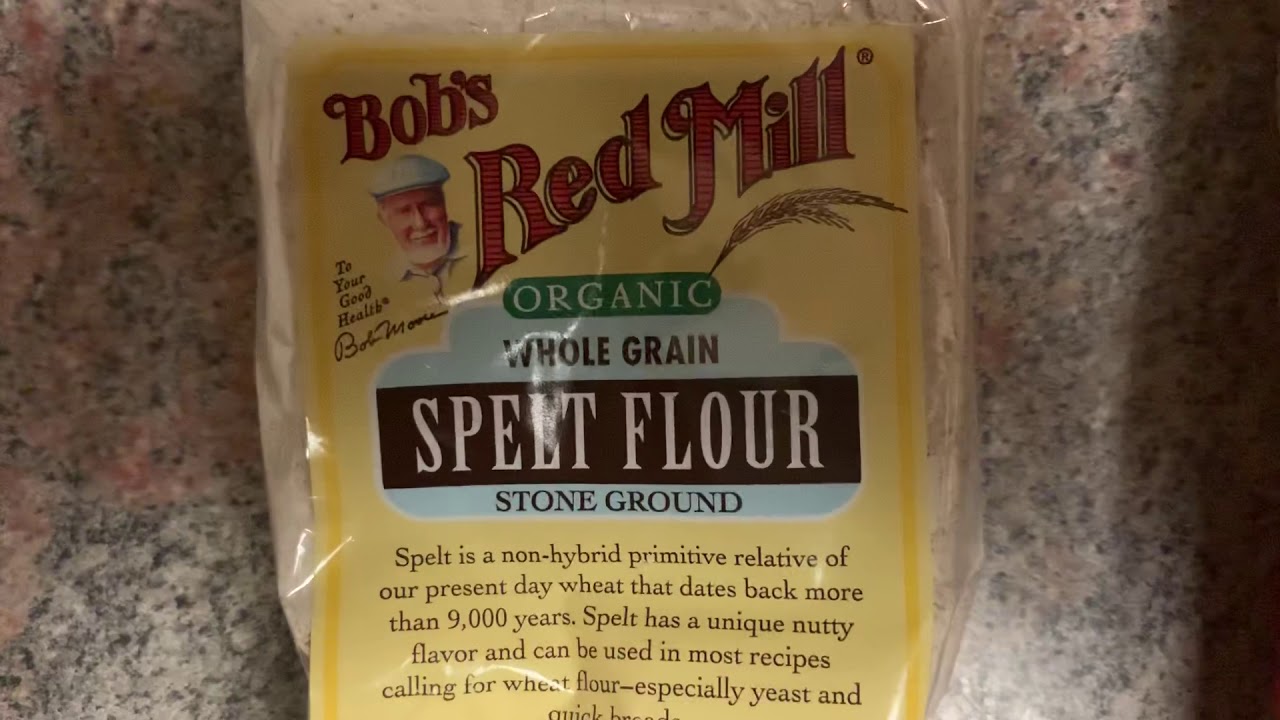 Bob's
Red Mill®
To
Your
Good
Health®
Bob Moore
ORGANIC
WHOLE GRAIN
SPELT FLOUR
STONE GROUND
Spelt is a non-hybrid primitive relative of
our present day wheat that dates back more
than 9,000 years. Spelt has a unique nutty
flavor and can be used in most recipes
calling for wheat flour–especially yeast and
quick breads.